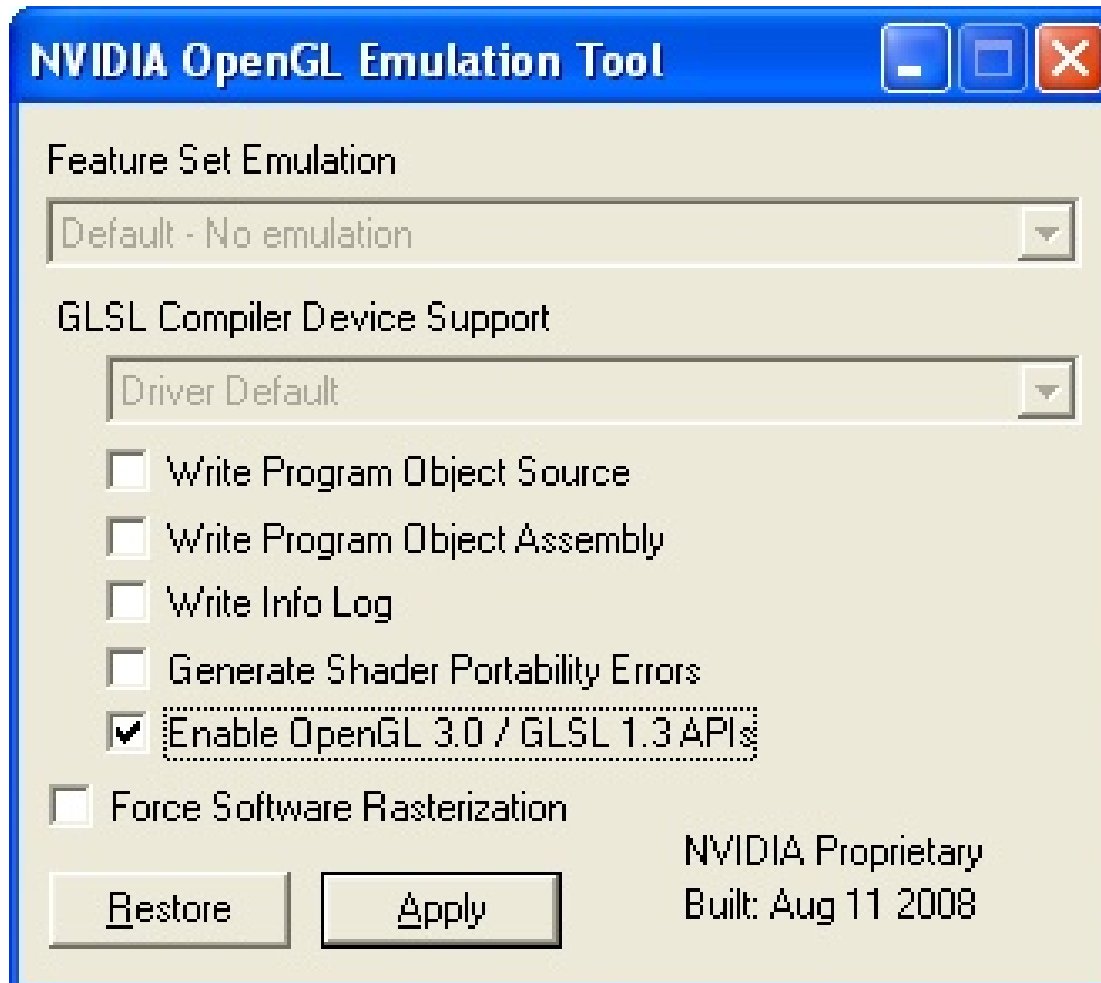 NVIDIA OpenGL Emulation Tool
Feature Set Emulation
Default - No emulation
GLSL Compiler Device Support
Driver Default
Write Program Object Source
Write Program Object Assembly
Write Info Log
Generate Shader Portability Errors
Enable OpenGL 3.0 / GLSL 1.3 APIs
Force Software Rasterization
NVIDIA Proprietary
Built: Aug 11 2008
Restore
Apply